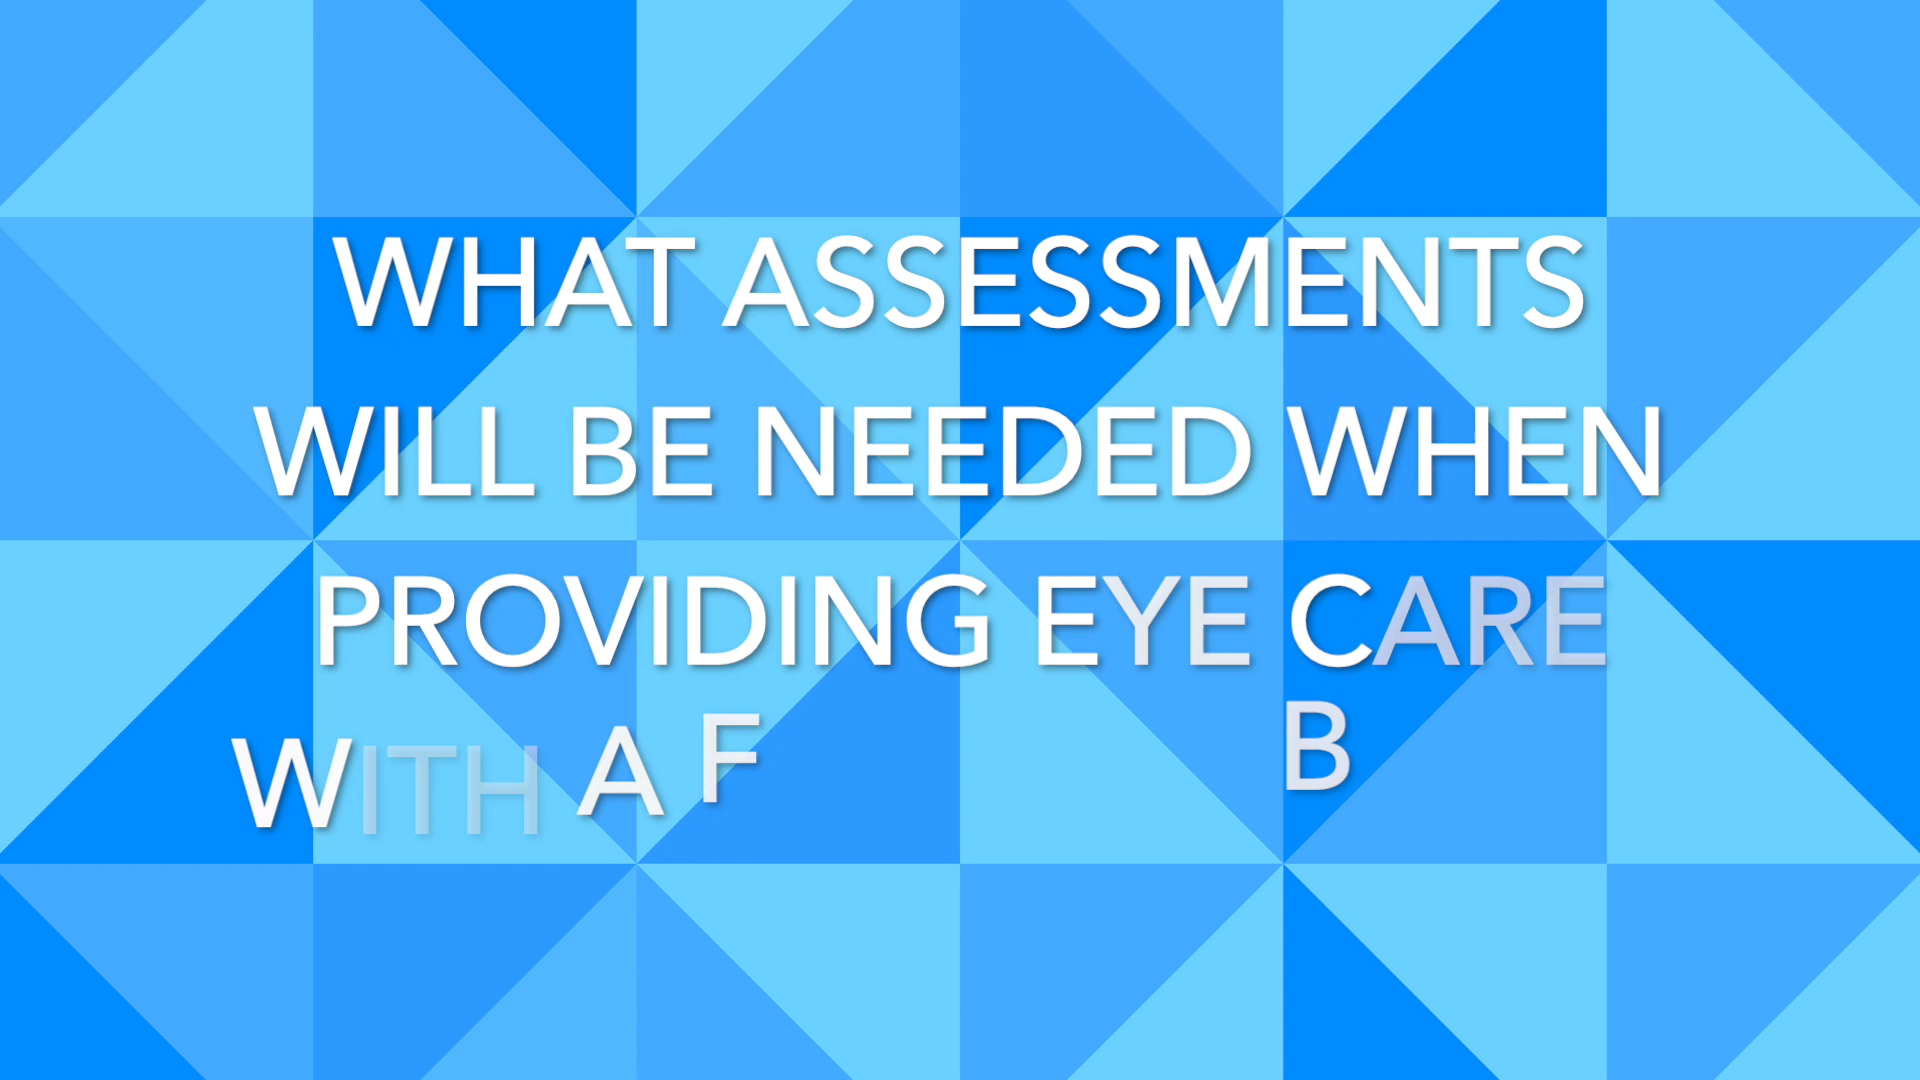 WHAT ASSESSMENTS
WILL BE NEEDED WHEN
PROVIDING EYE CARE
WITH A F B